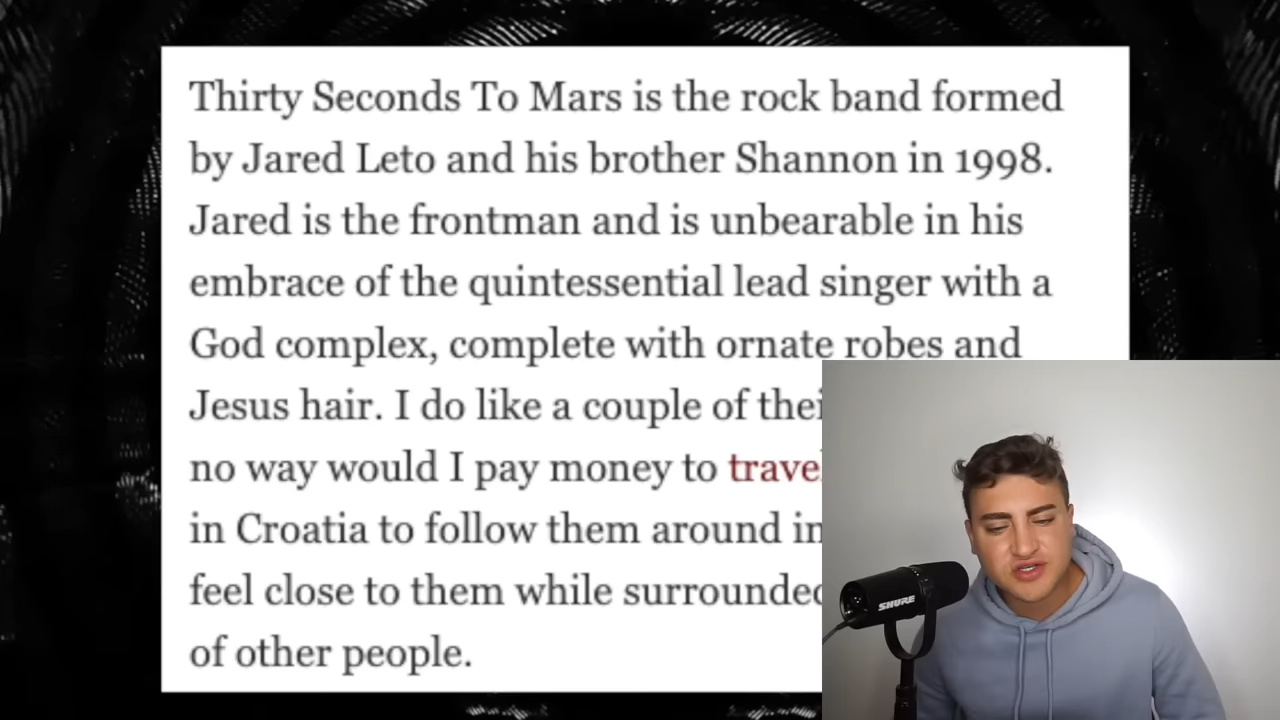 Thirty Seconds To Mars is the rock band formed
by Jared Leto and his brother Shannon in 1998.
Jared is the frontman and is unbearable in his
embrace of the quintessential lead singer with a
God complex, complete with ornate robes and
Jesus hair. I do like a couple of
no way would I pay money to
in Croatia to follow them around
feel close to them while
of other people.
SHURE